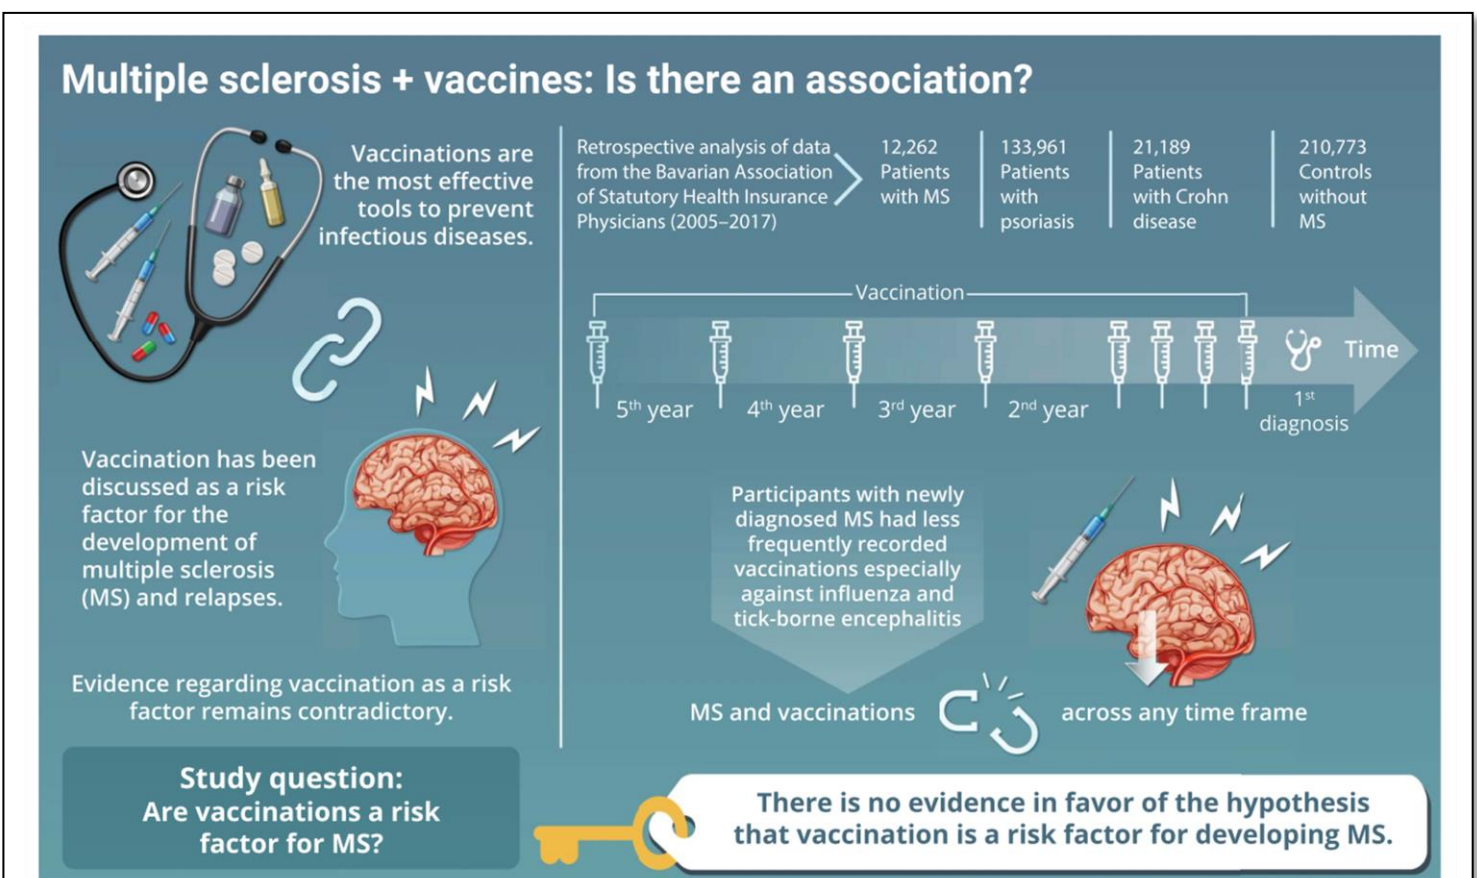 Multiple sclerosis + vaccines: Is there an association?
Vaccinations are
the most effective
tools to prevent
infectious diseases.
Vaccination has been
discussed as a risk
factor for the
development of
multiple sclerosis
(MS) and relapses.
Evidence regarding vaccination as a risk
factor remains contradictory.
Study question:
Are vaccinations a risk
factor for MS?
Retrospective analysis of data
from the Bavarian Association
of Statutory Health Insurance
Physicians (2005–2017)
12,262
Patients
with MS
133,961
Patients
with
psoriasis
21,189
Patients
with Crohn
disease
210,773
Controls
without
MS
Vaccination
Time
5th year
4th year
3rd year
2nd year
1st
diagnosis
Participants with newly
diagnosed MS had less
frequently recorded
vaccinations especially
against influenza and
tick-borne encephalitis
MS and vaccinations
across any time frame
There is no evidence in favor of the hypothesis
that vaccination is a risk factor for developing MS.